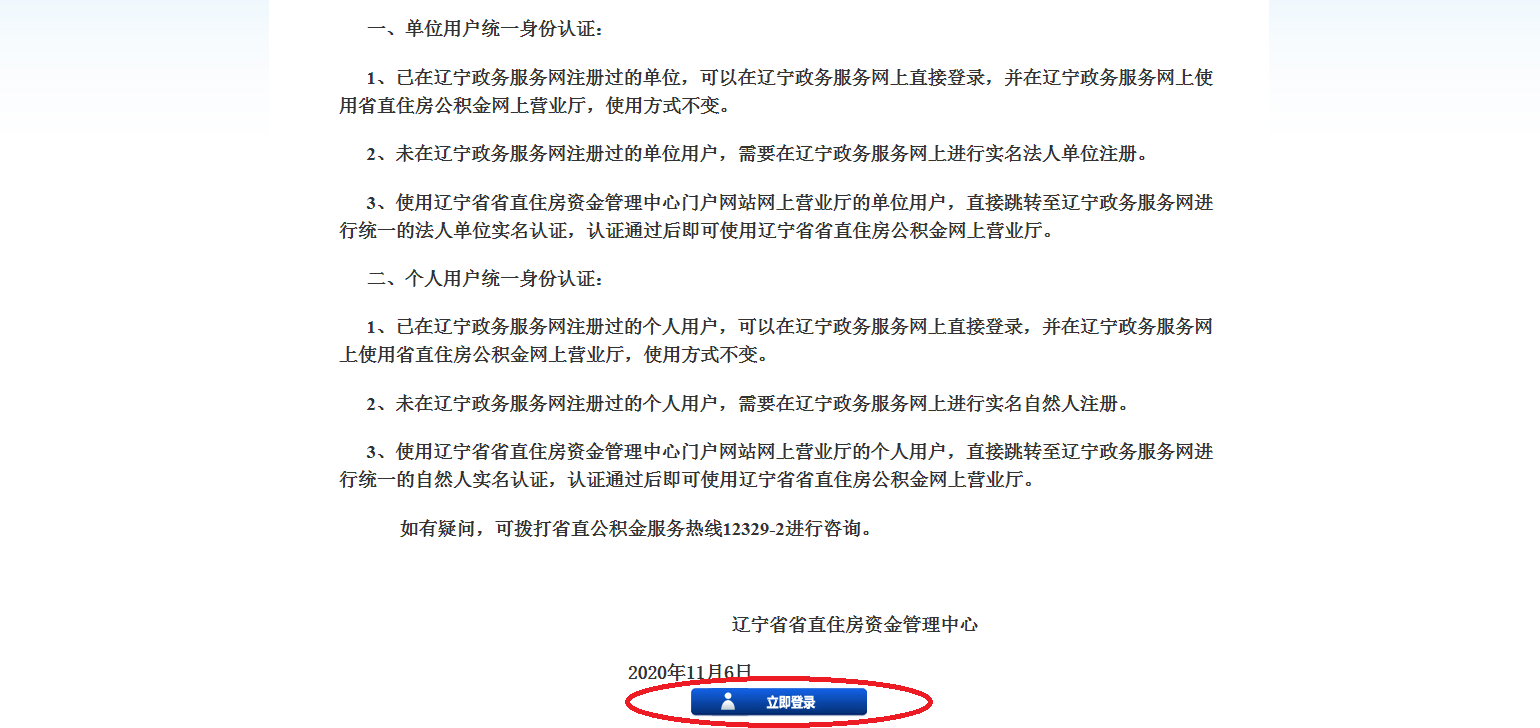 一、单位用户统一身份认证：
1、已在辽宁政务服务网注册过的单位，可以在辽宁政务服务网上直接登录，并在辽宁政务服务网上使
用省直住房公积金网上营业厅，使用方式不变。
2、未在辽宁政务服务网注册过的单位用户，需要在辽宁政务服务网上进行实名法人单位注册。
3、使用辽宁省省直住房资金管理中心门户网站网上营业厅的单位用户，直接跳转至辽宁政务服务网进
行统一的法人单位实名认证，认证通过后即可使用辽宁省省直住房公积金网上营业厅。
二、个人用户统一身份认证：
1、已在辽宁政务服务网注册过的个人用户，可以在辽宁政务服务网上直接登录，并在辽宁政务服务网
上使用省直住房公积金网上营业厅，使用方式不变。
2、未在辽宁政务服务网注册过的个人用户，需要在辽宁政务服务网上进行实名自然人注册。
3、使用辽宁省省直住房资金管理中心门户网站网上营业厅的个人用户，直接跳转至辽宁政务服务网进
行统一的自然人实名认证，认证通过后即可使用辽宁省省直住房公积金网上营业厅。
如有疑问，可拨打省直公积金服务热线12329-2进行咨询。
辽宁省省直住房资金管理中心
2020年11月6日
立即登录